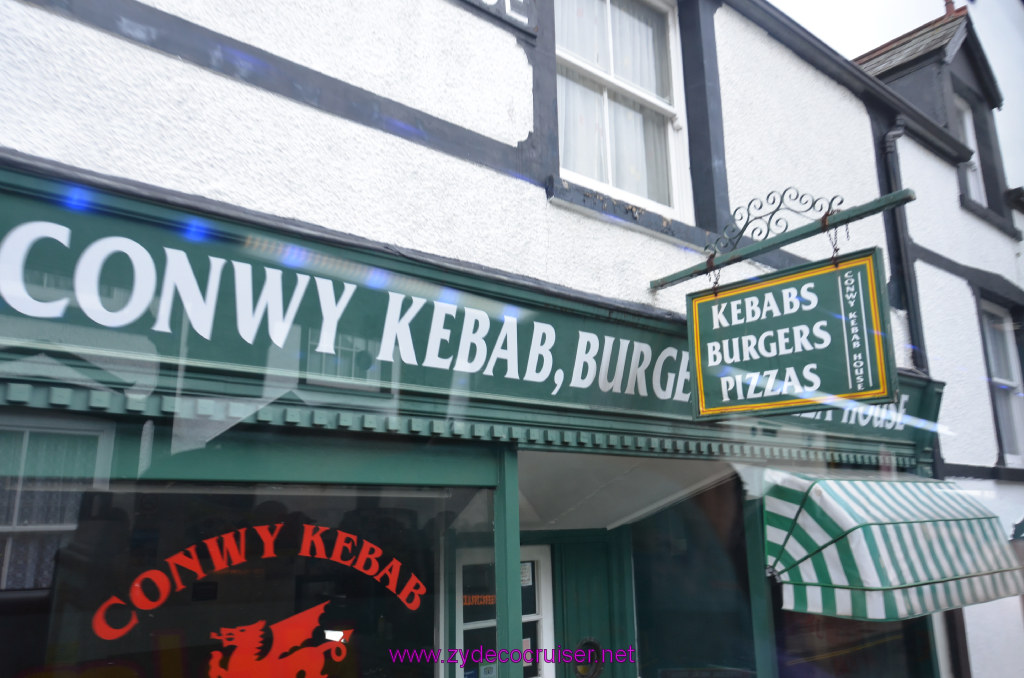 CONWY KEBAB, BURGE
HOUSE
KEBABS
BURGERS
PIZZAS
CONWY KEBAB HOUSE
CONWY KEBAB
www.zydecocruiser.net